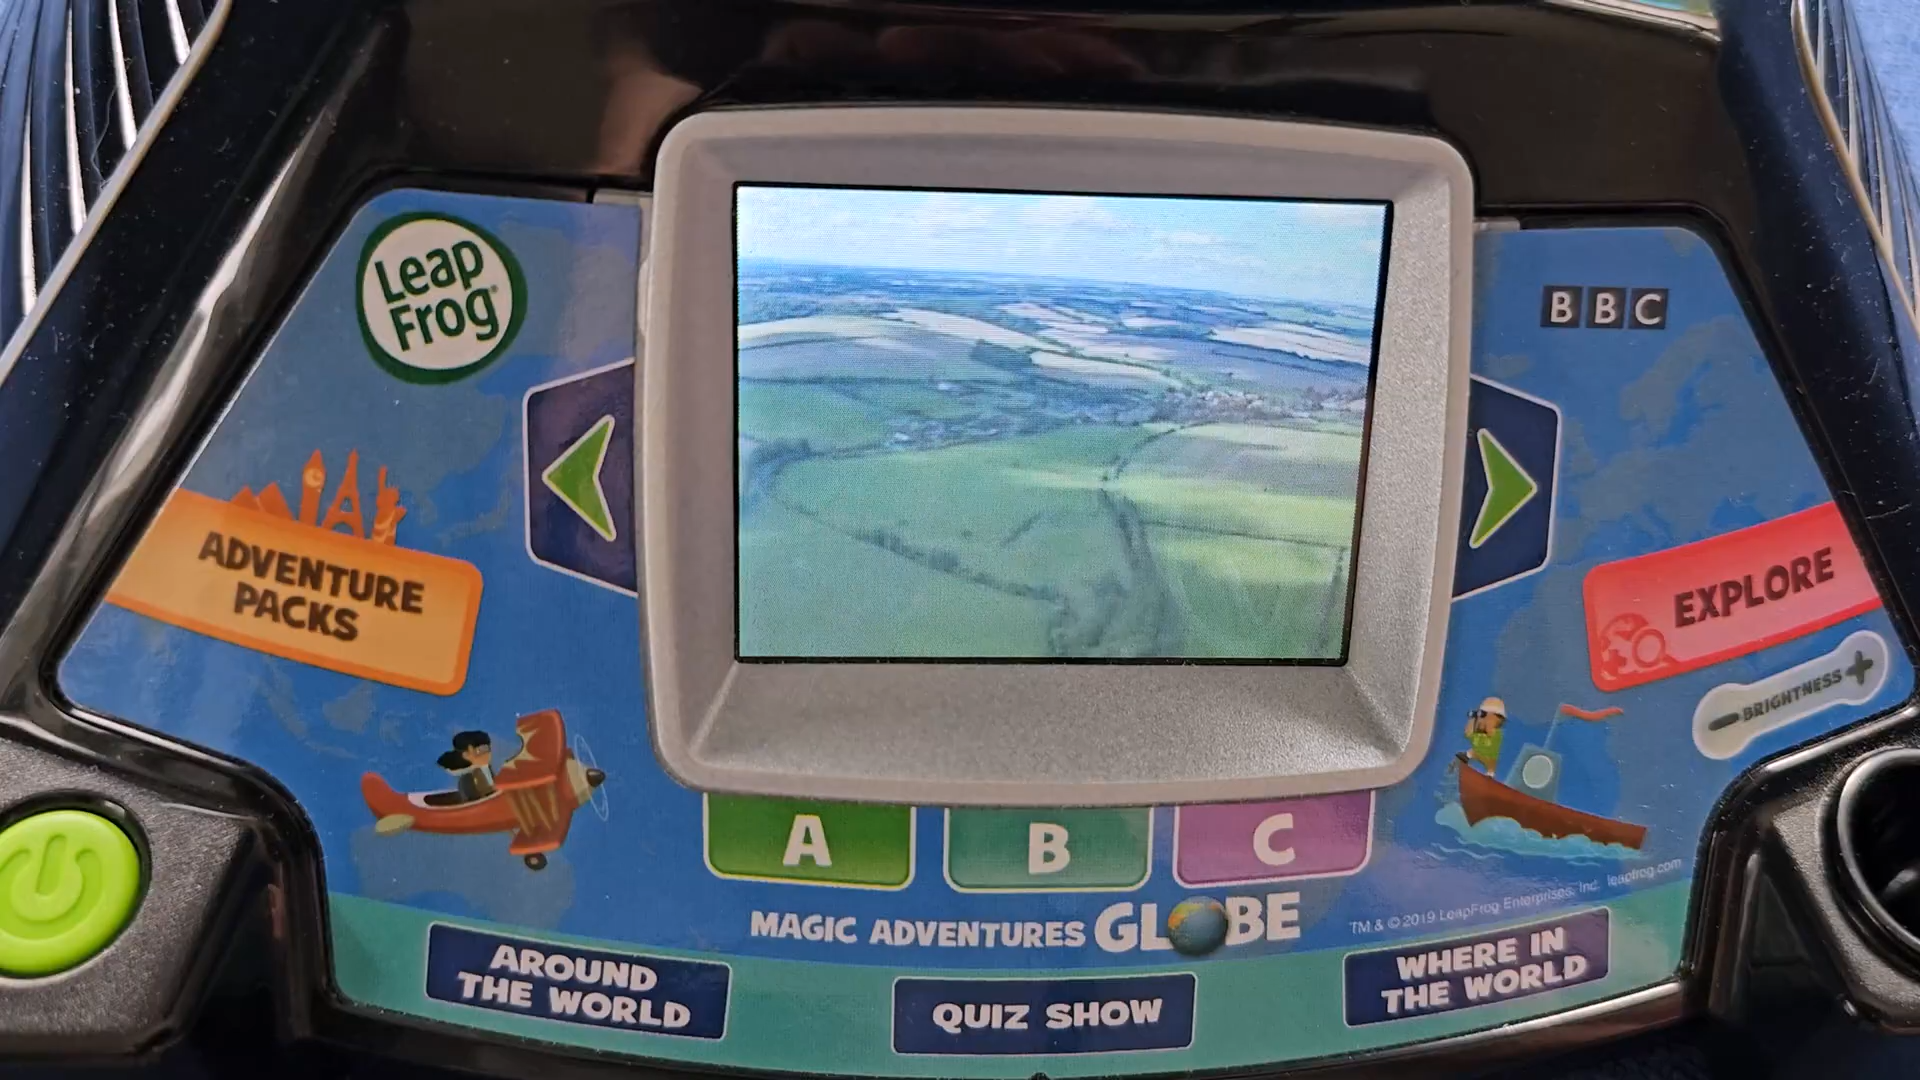 Leap
Frog
BBC
ADVENTURE
PACKS
EXPLORE
BRIGHTNESS
A
B
C
MAGIC ADVENTURES GLOBE
TM & © 2019 LeapFrog Enterprises, Inc. leapfrog.com
AROUND
THE WORLD
QUIZ SHOW
WHERE IN
THE WORLD